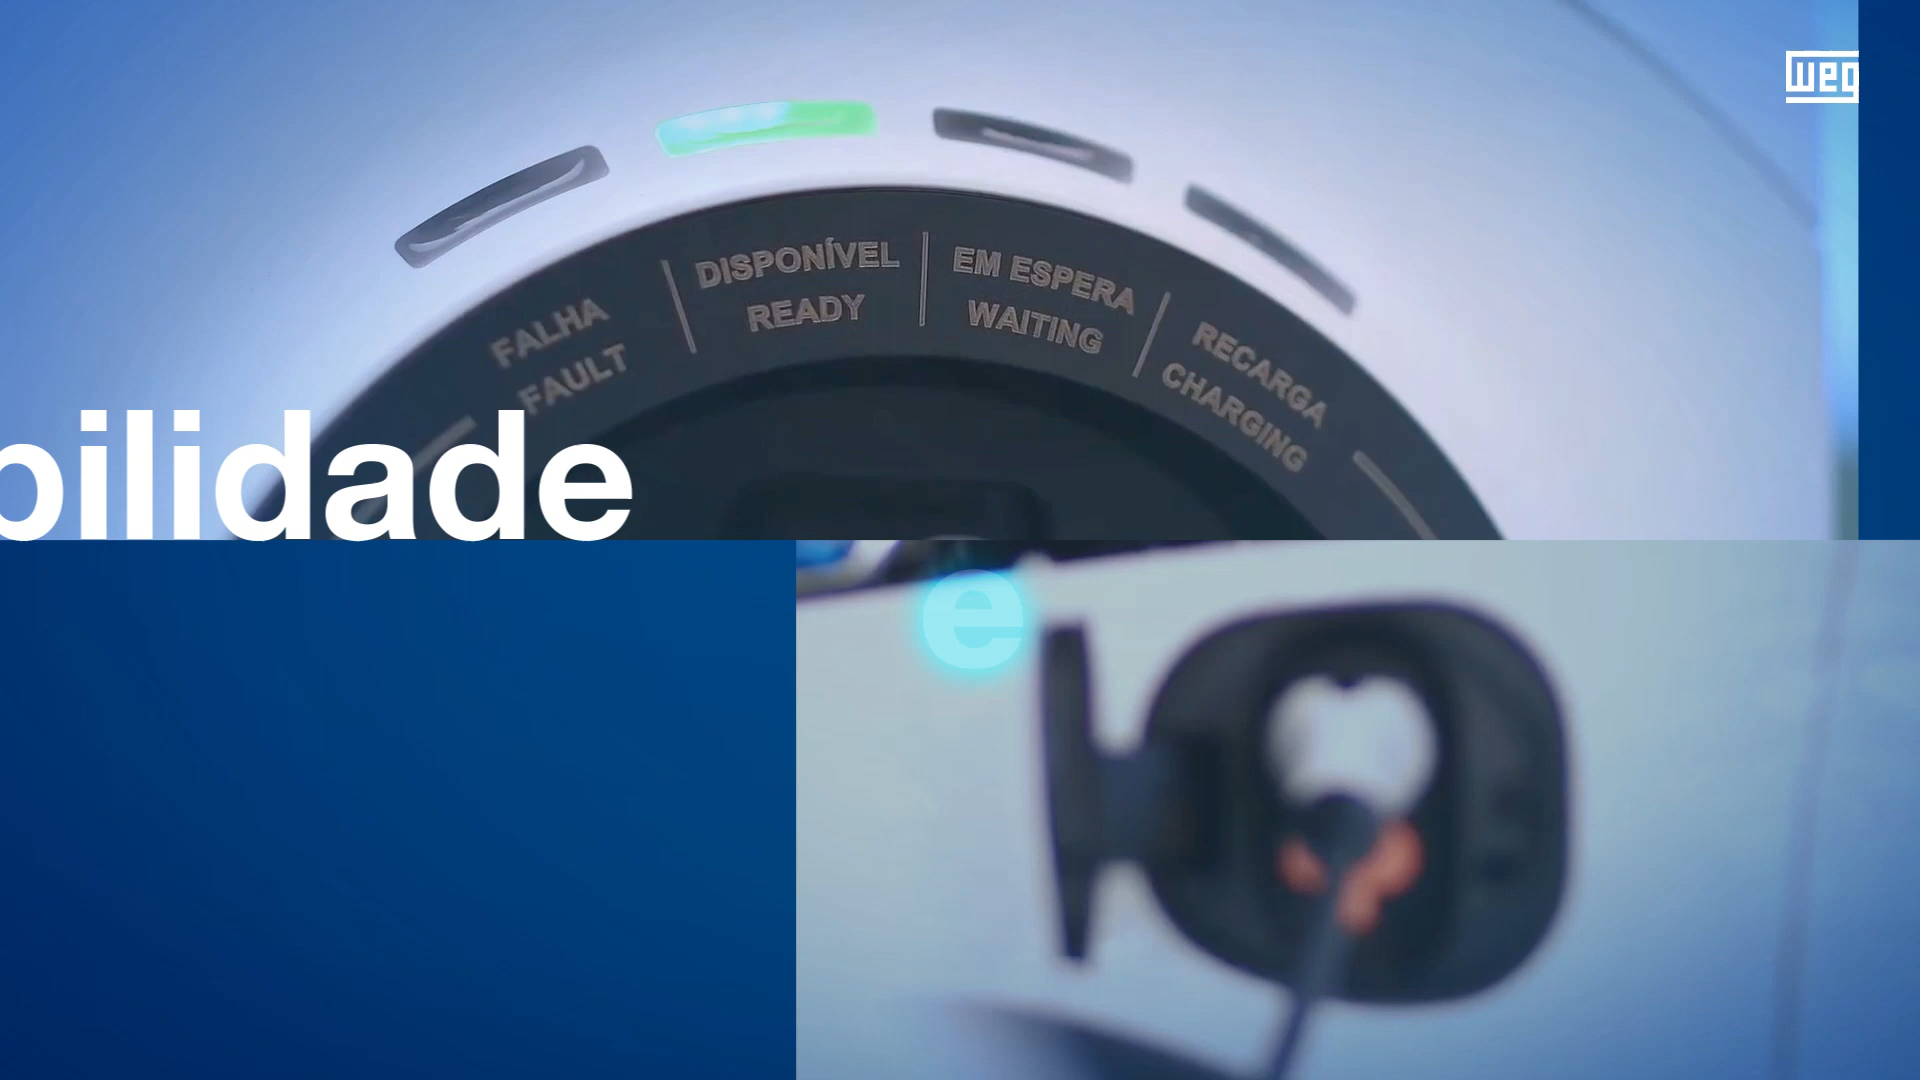 weg
DISPONÍVEL
READY
EM ESPERA
WAITING
FALHA
FAULT
RECARGA
CHARGING
bilidade
e